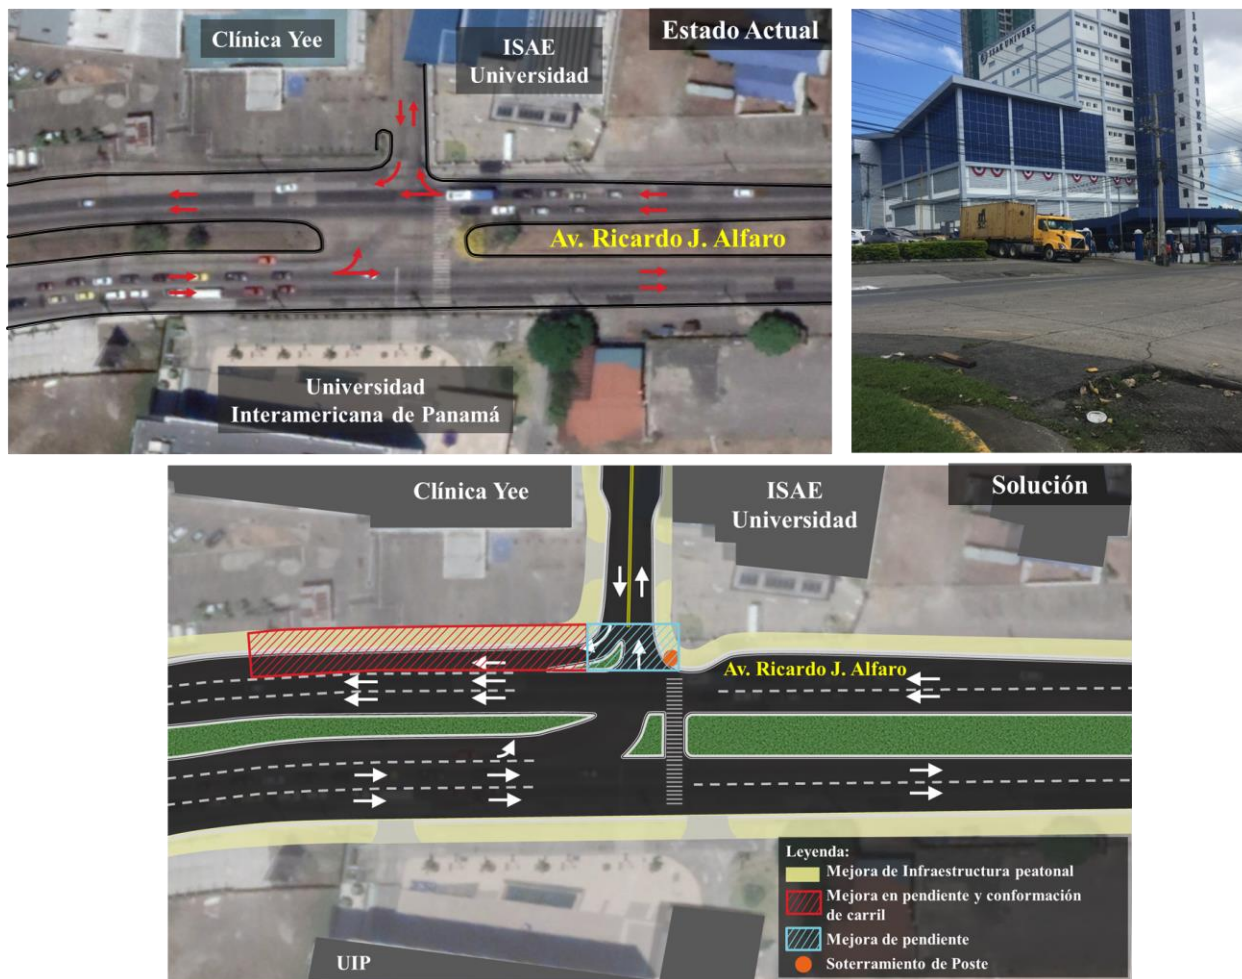 Clínica Yee
ISAE
Universidad
Estado Actual
Av. Ricardo J. Alfaro
Universidad
Interamericana de Panamá
ISAE UNIVERSIDAD
Clínica Yee
ISAE
Universidad
Solución
Av. Ricardo J. Alfaro
Leyenda:
Mejora de Infraestructura peatonal
Mejora en pendiente y conformación
de carril
Mejora de pendiente
Soterramiento de Poste
UIP